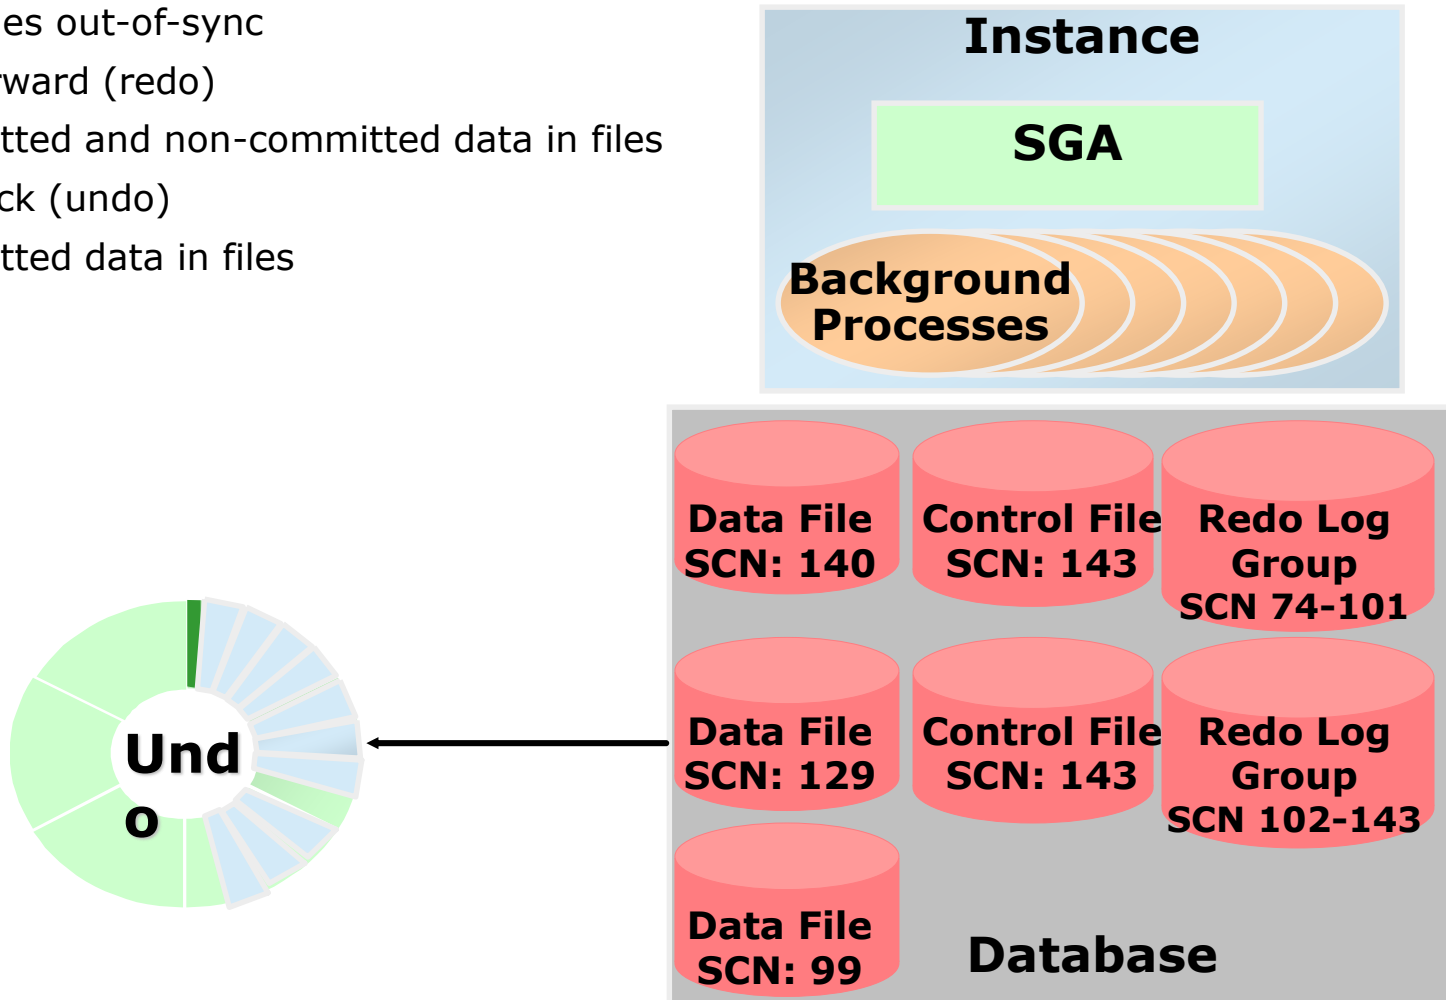 es out-of-sync
rward (redo)
tted and non-committed data in files
ck (undo)
tted data in files
Instance
SGA
Background
Processes
Data File
SCN: 140
Control File
SCN: 143
Redo Log
Group
SCN 74-101
Data File
SCN: 129
Control File
SCN: 143
Redo Log
Group
SCN 102-143
Data File
SCN: 99
Database
Und
o